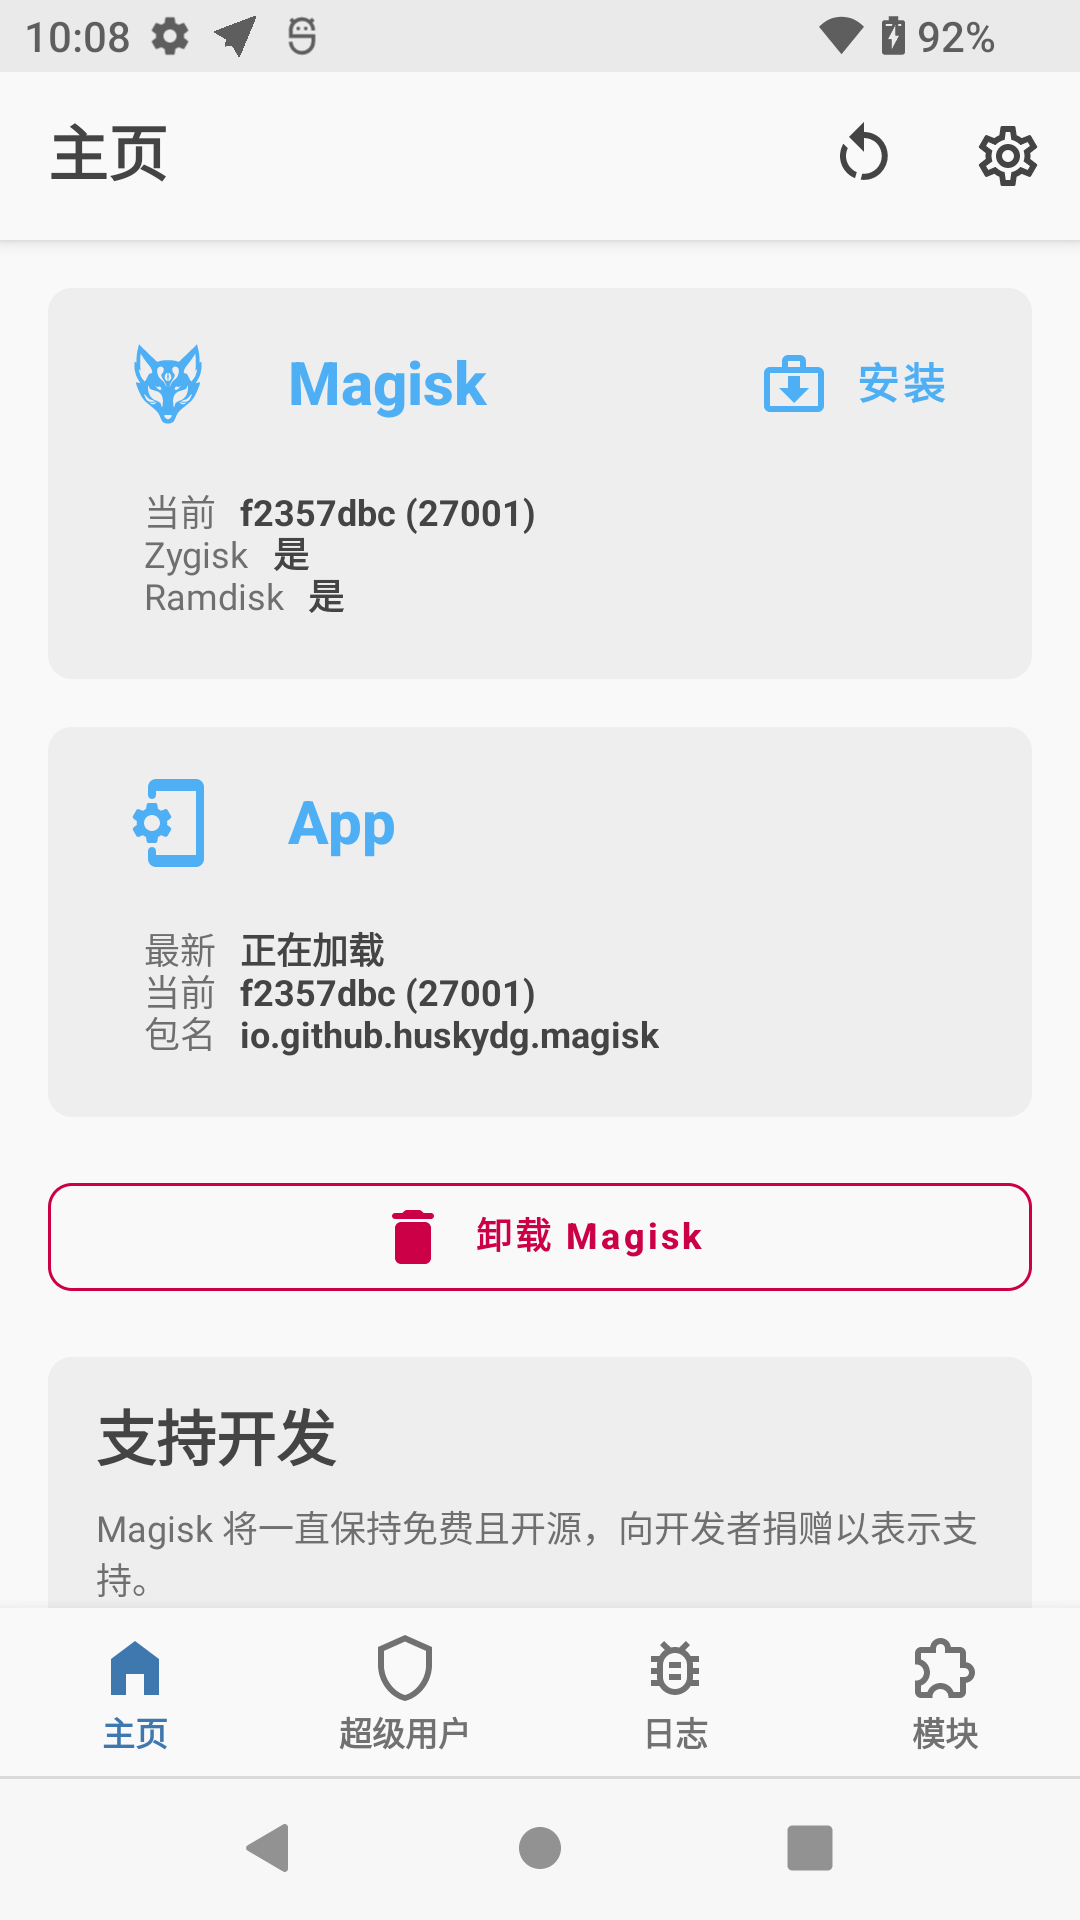 10:08 92%
主页
Magisk 安装
当前 f2357dbc (27001)
Zygisk 是
Ramdisk 是
App
最新 正在加载
当前 f2357dbc (27001)
包名 io.github.huskydg.magisk
卸载 Magisk
支持开发
Magisk 将一直保持免费且开源，向开发者捐赠以表示支
持。
主页 超级用户 日志 模块